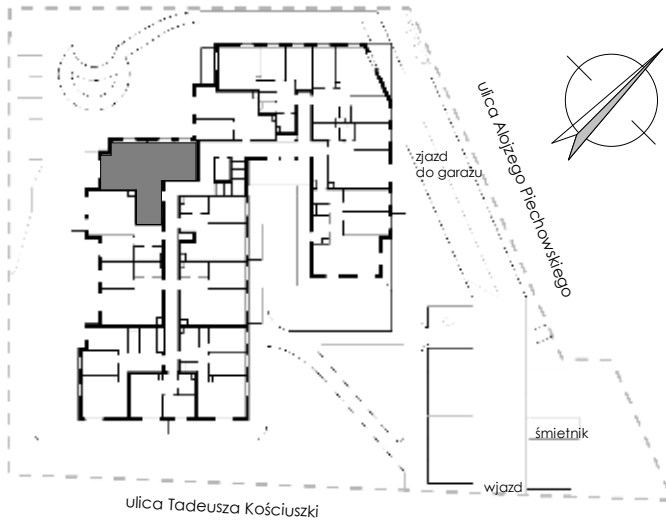 ulica Alojzego Piechowskiego
zjazd
do garażu
śmietnik
wjazd
ulica Tadeusza Kościuszki